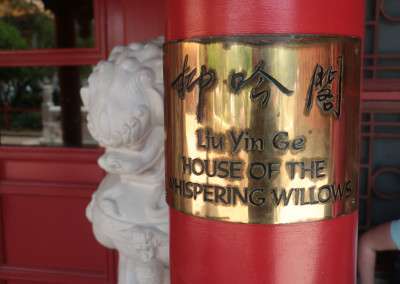 柳吟閣
Liu Yin Ge
HOUSE OF THE
WHISPERING WILLOWS